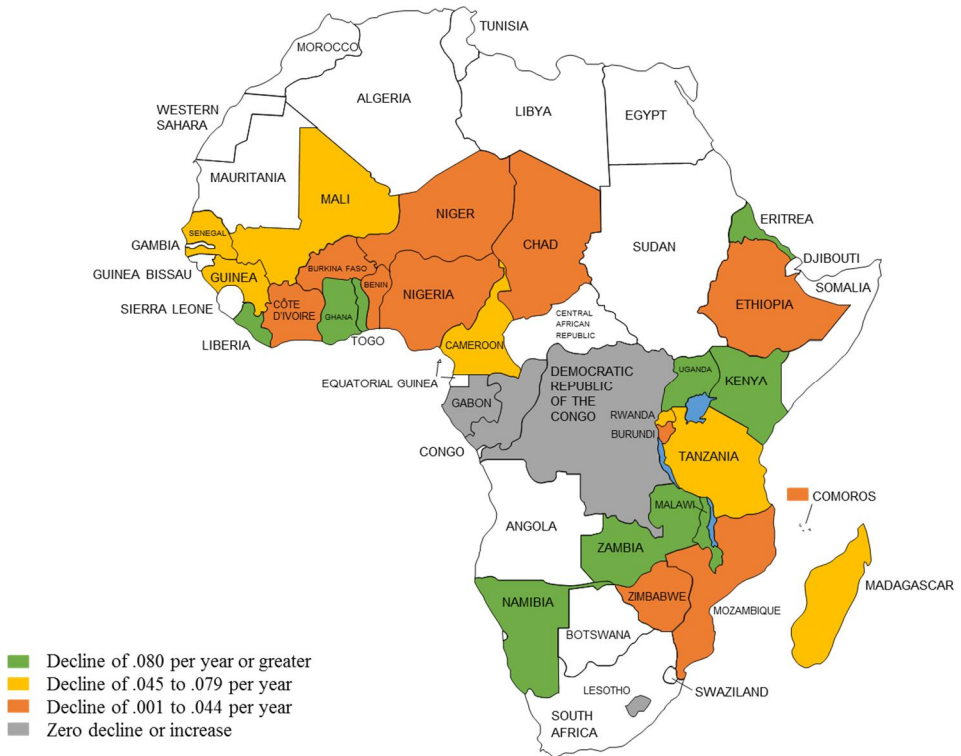 TUNISIA
MOROCCO
ALGERIA
LIBYA
EGYPT
WESTERN
SAHARA
MAURITANIA
MALI
NIGER
CHAD
SUDAN
ERITREA
SENEGAL
GAMBIA
DJIBOUTI
GUINEA BISSAU
GUINEA
BURKINA FASO
BENIN
NIGERIA
SOMALIA
ETHIOPIA
SIERRA LEONE
CÔTE
D'IVOIRE
GHANA
CENTRAL
AFRICAN
REPUBLIC
LIBERIA
TOGO
CAMEROON
EQUATORIAL GUINEA
DEMOCRATIC
REPUBLIC
OF THE
CONGO
UGANDA
KENYA
GABON
RWANDA
BURUNDI
CONGO
TANZANIA
COMOROS
MALAWI
ANGOLA
ZAMBIA
MADAGASCAR
NAMIBIA
ZIMBABWE
MOZAMBIQUE
BOTSWANA
SWAZILAND
LESOTHO
SOUTH
AFRICA
Decline of .080 per year or greater
Decline of .045 to .079 per year
Decline of .001 to .044 per year
Zero decline or increase